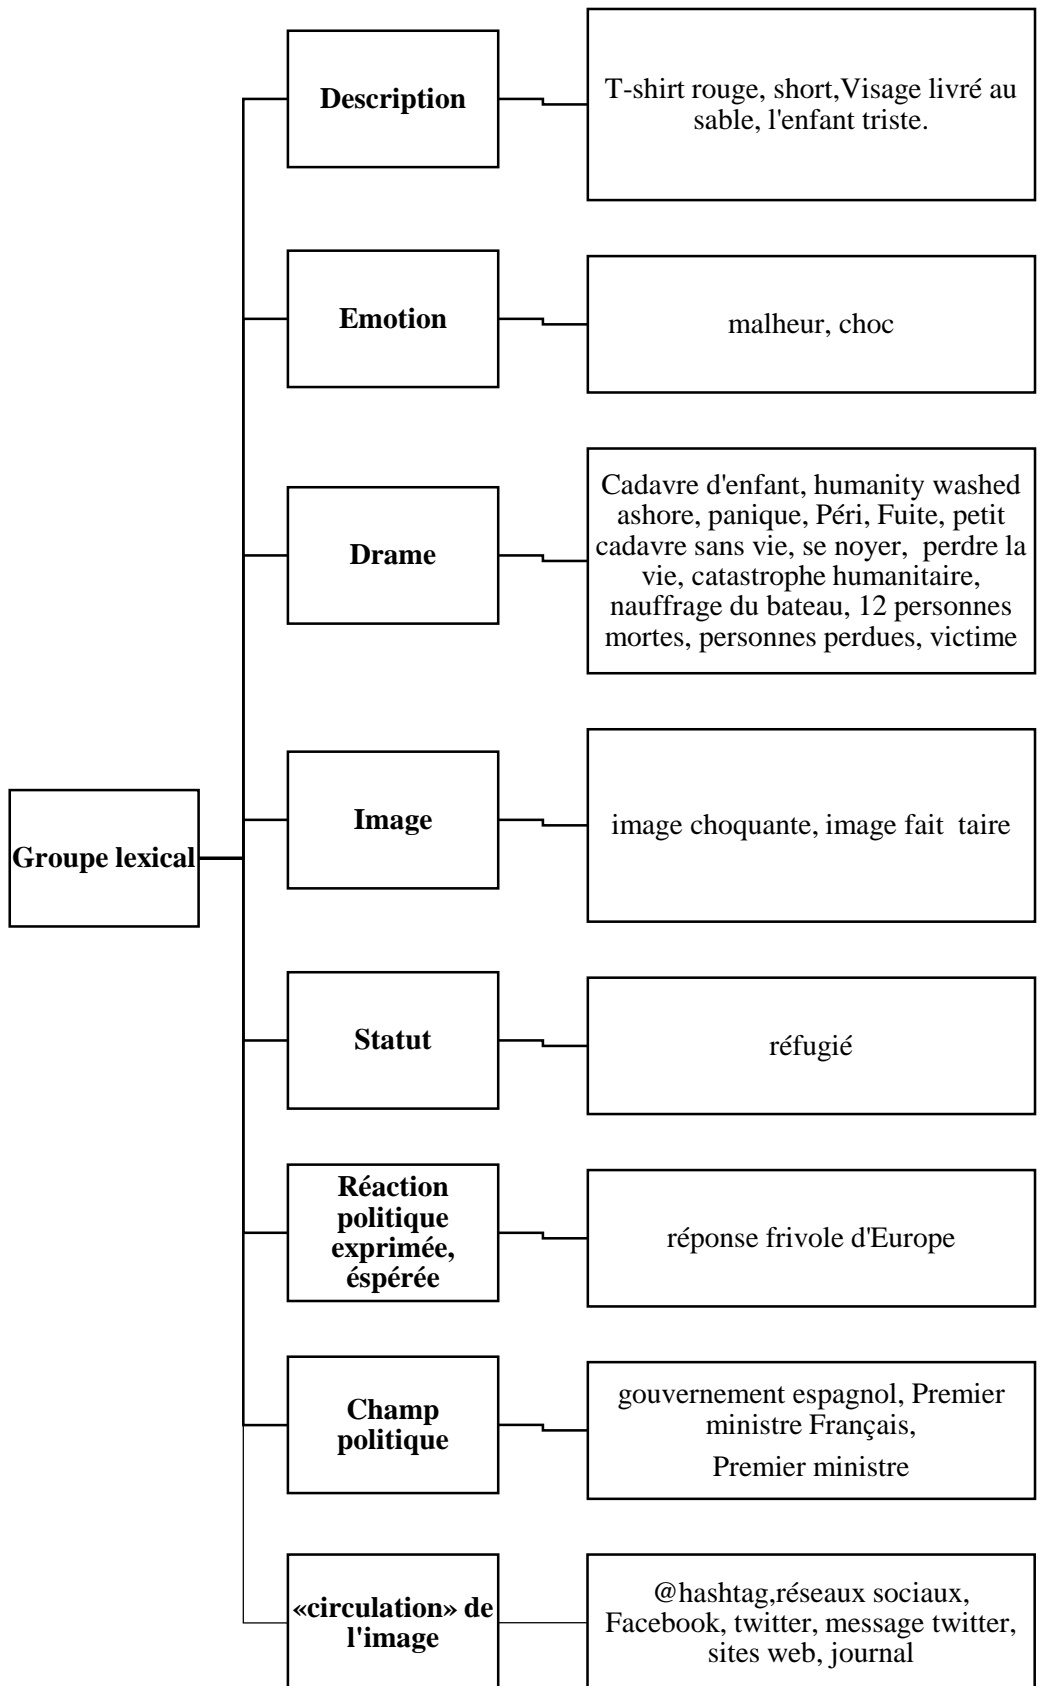 Description
T-shirt rouge, short,Visage livré au
sable, l'enfant triste.
Emotion
malheur, choc
Drame
Cadavre d'enfant, humanity washed
ashore, panique, Péri, Fuite, petit
cadavre sans vie, se noyer, perdre la
vie, catastrophe humanitaire,
nauffrage du bateau, 12 personnes
mortes, personnes perdues, victime
Image
image choquante, image fait taire
Groupe lexical
Statut
réfugié
Réaction
politique
exprimée,
éspérée
réponse frivole d'Europe
Champ
politique
gouvernement espagnol, Premier
ministre Français,
Premier ministre
«circulation» de
l'image
@hashtag,réseaux sociaux,
Facebook, twitter, message twitter,
sites web, journal